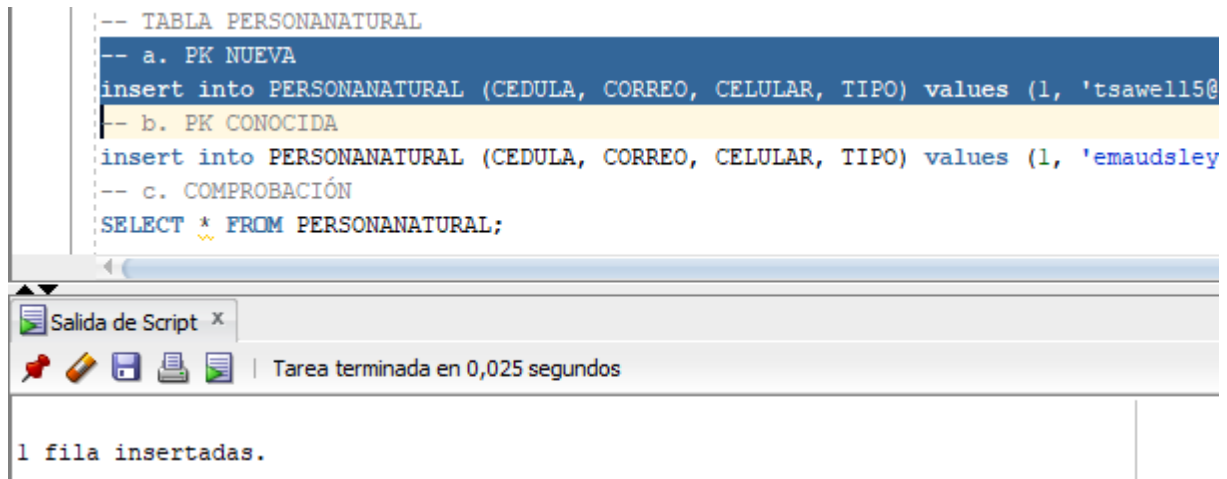 -- TABLA PERSONANATURAL
-- a. PK NUEVA
insert into PERSONANATURAL (CEDULA, CORREO, CELULAR, TIPO) values (1, 'tsawell5@
-- b. PK CONOCIDA
insert into PERSONANATURAL (CEDULA, CORREO, CELULAR, TIPO) values (1, 'emaudsley
-- c. COMPROBACIÓN
SELECT * FROM PERSONANATURAL;
Salida de Script x
Tarea terminada en 0,025 segundos
1 fila insertadas.